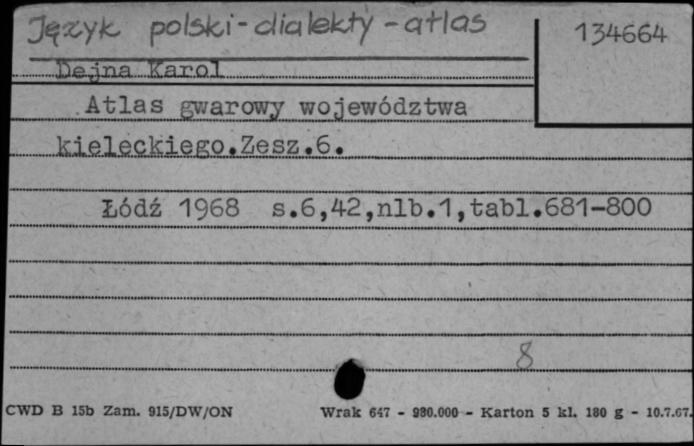 Język polski - dialekty - atlas
134664
Dejna Karol
Atlas gwarowy województwa
kieleckiego.Zesz.6.
Łódź 1968 s.6,42,nlb.1,tabl.681-800
8
CWD B 15b Zam. 915/DW/ON
Wrak 647 - 980.000 - Karton 5 kl. 180 g - 10.7.67.